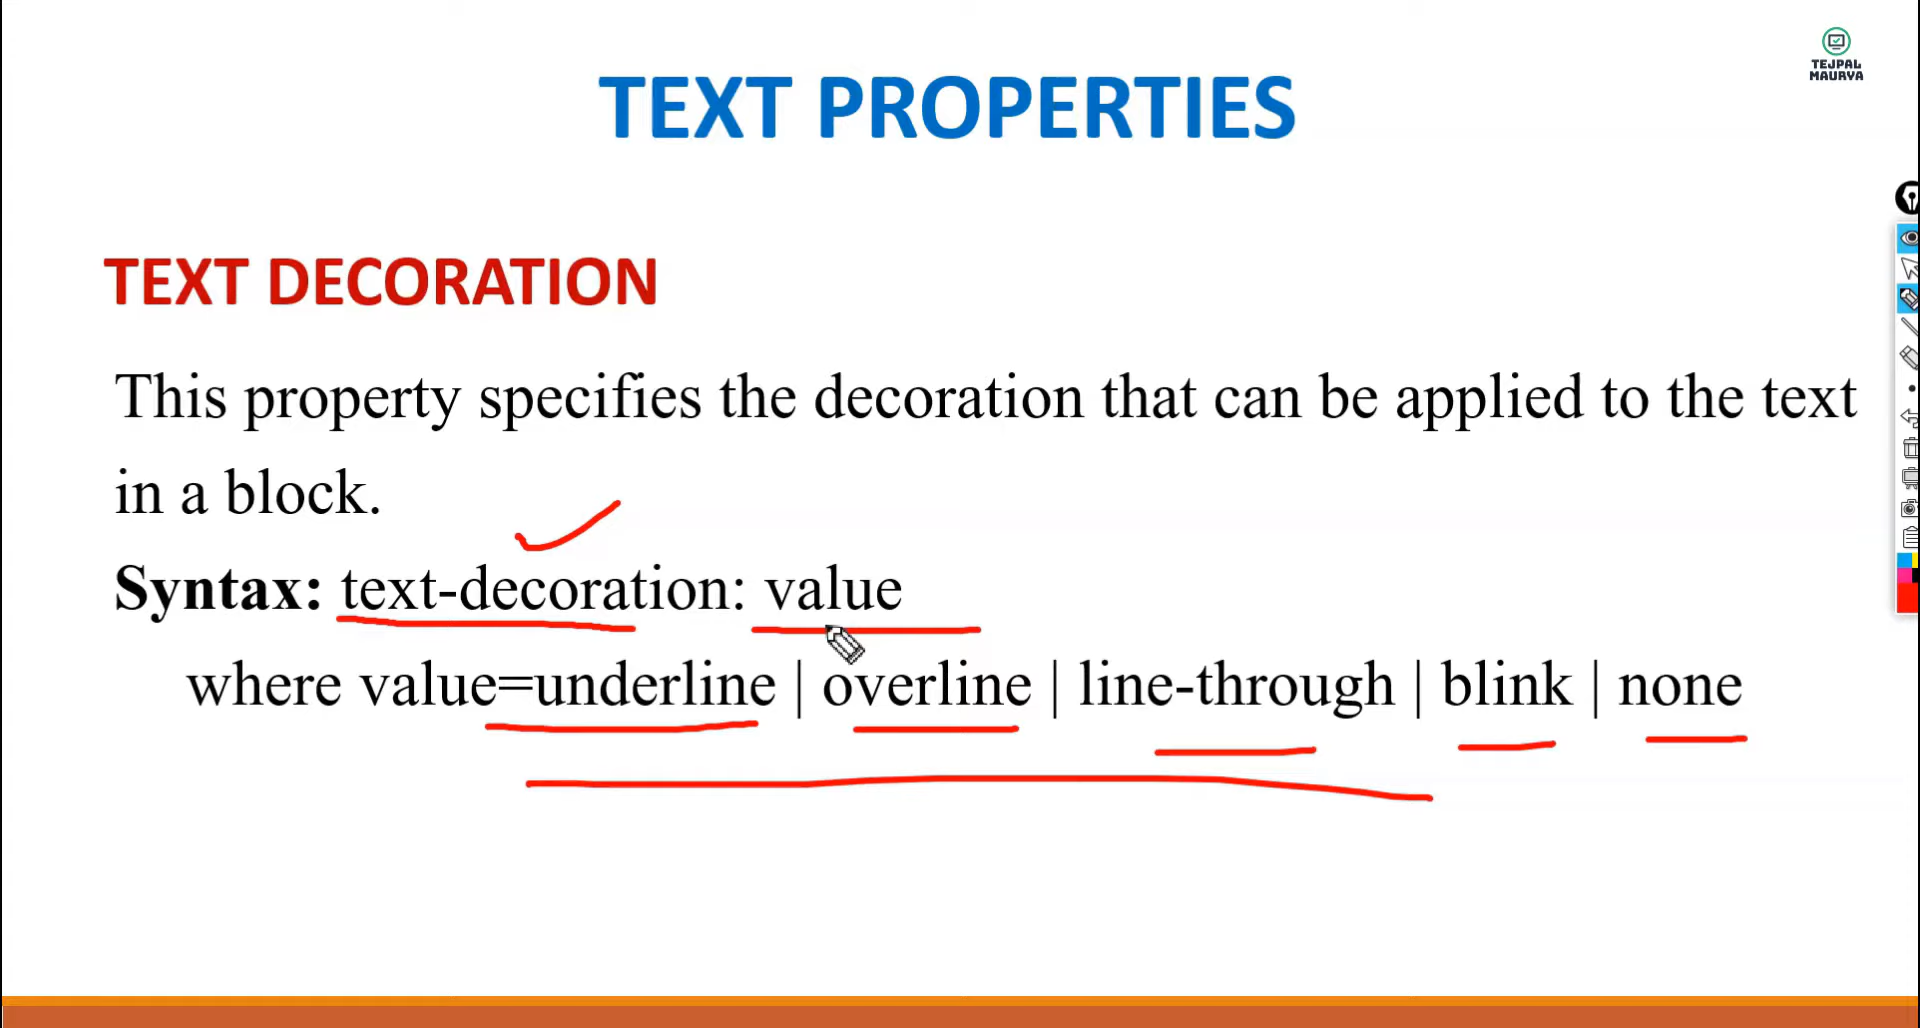 TEJPAL
MAURYA
TEXT PROPERTIES
TEXT DECORATION
This property specifies the decoration that can be applied to the text
in a block.
Syntax: text-decoration: value
where value=underline | overline | line-through | blink | none